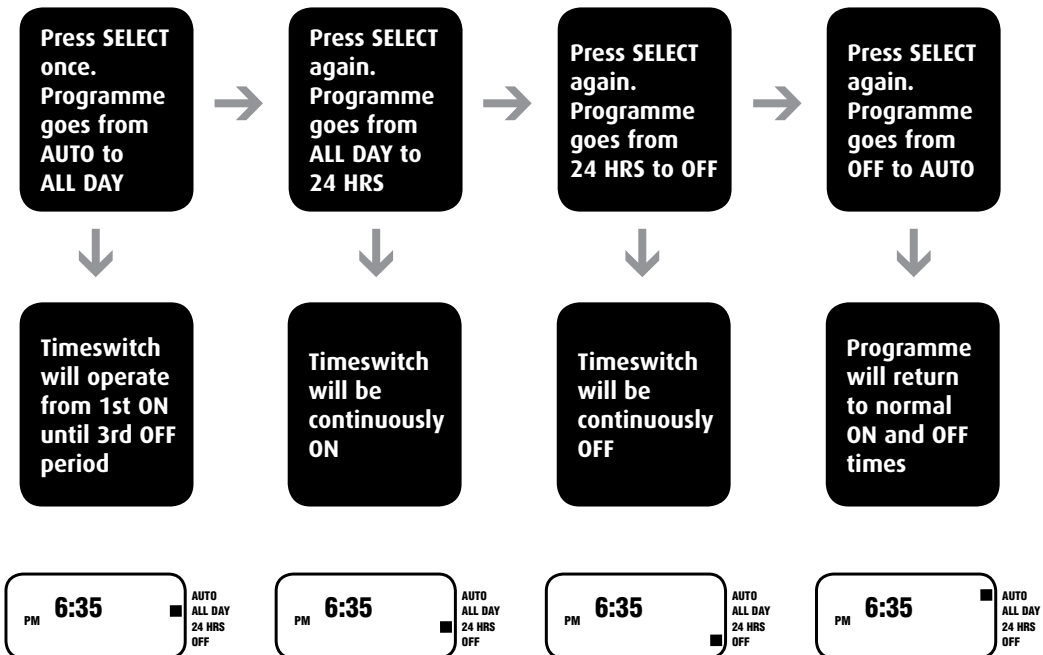 Press SELECT
once.
Programme
goes from
AUTO to
ALL DAY
Press SELECT
again.
Programme
goes from
ALL DAY to
24 HRS
Press SELECT
again.
Programme
goes from
24 HRS to OFF
Press SELECT
again.
Programme
goes from
OFF to AUTO
Timeswitch
will operate
from 1st ON
until 3rd OFF
period
Timeswitch
will be
continuously
ON
Timeswitch
will be
continuously
OFF
Programme
will return
to normal
ON and OFF
times
PM 6:35
AUTO
ALL DAY
24 HRS
OFF
PM 6:35
AUTO
ALL DAY
24 HRS
OFF
PM 6:35
AUTO
ALL DAY
24 HRS
OFF
PM 6:35
AUTO
ALL DAY
24 HRS
OFF